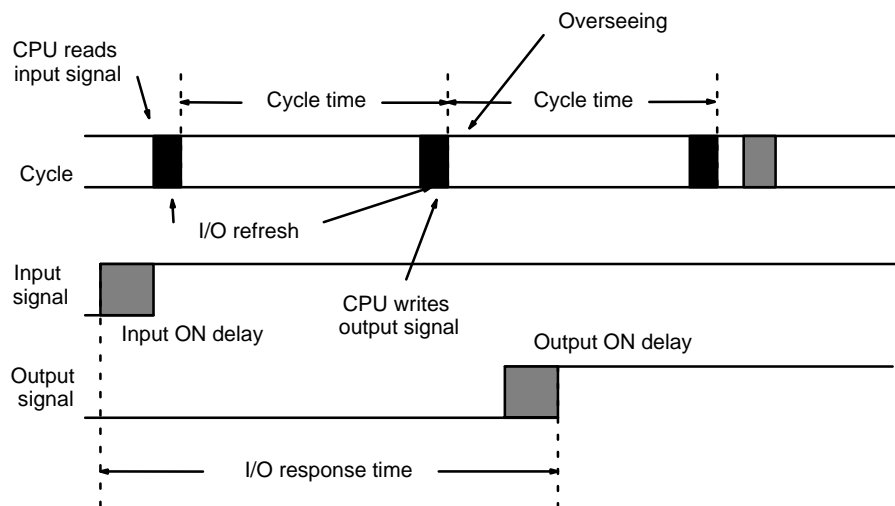 Overseeing
CPU reads
input signal
Cycle time
Cycle time
Cycle
I/O refresh
Input
signal
CPU writes
output signal
Input ON delay
Output ON delay
Output
signal
I/O response time